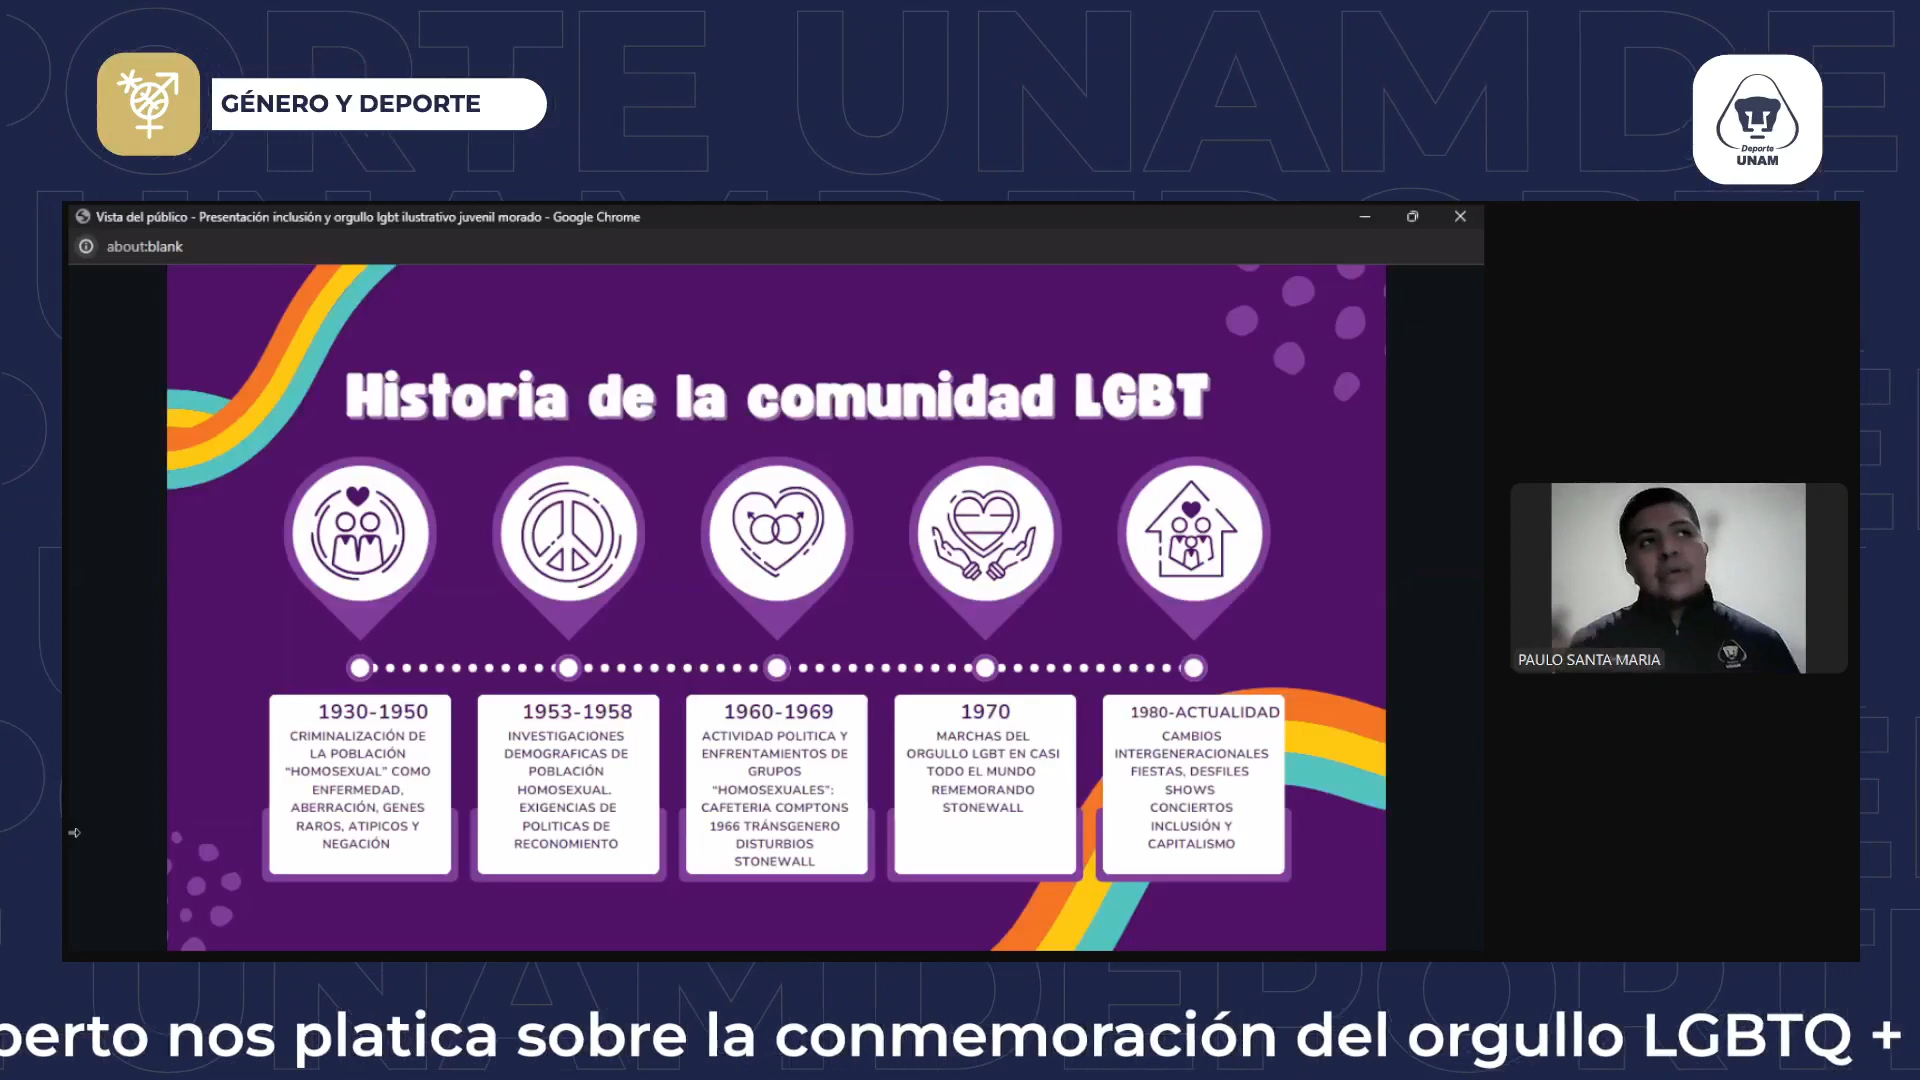 GÉNERO Y DEPORTE
Deporte
UNAM
Vista del público - Presentación inclusión y orgullo lgbt ilustrativo juvenil morado - Google Chrome
about:blank
Historia de la comunidad LGBT
1930-1950
CRIMINALIZACIÓN DE
LA POBLACIÓN
“HOMOSEXUAL” COMO
ENFERMEDAD,
ABERRACIÓN, GENES
RAROS, ATIPICOS Y
NEGACIÓN
1953-1958
INVESTIGACIONES
DEMOGRAFICAS DE
POBLACIÓN
HOMOSEXUAL.
EXIGENCIAS DE
POLITICAS DE
RECONOMIENTO
1960-1969
ACTIVIDAD POLITICA Y
ENFRENTAMIENTOS DE
GRUPOS
“HOMOSEXUALES”:
CAFETERIA COMPTONS
1966 TRÁNSGENERO
DISTURBIOS
STONEWALL
1970
MARCHAS DEL
ORGULLO LGBT EN CASI
TODO EL MUNDO
REMEMORANDO
STONEWALL
1980-ACTUALIDAD
CAMBIOS
INTERGENERACIONALES
FIESTAS, DESFILES
SHOWS
CONCIERTOS
INCLUSIÓN Y
CAPITALISMO
PAULO SANTA MARIA
perto nos platica sobre la conmemoración del orgullo LGBTQ +